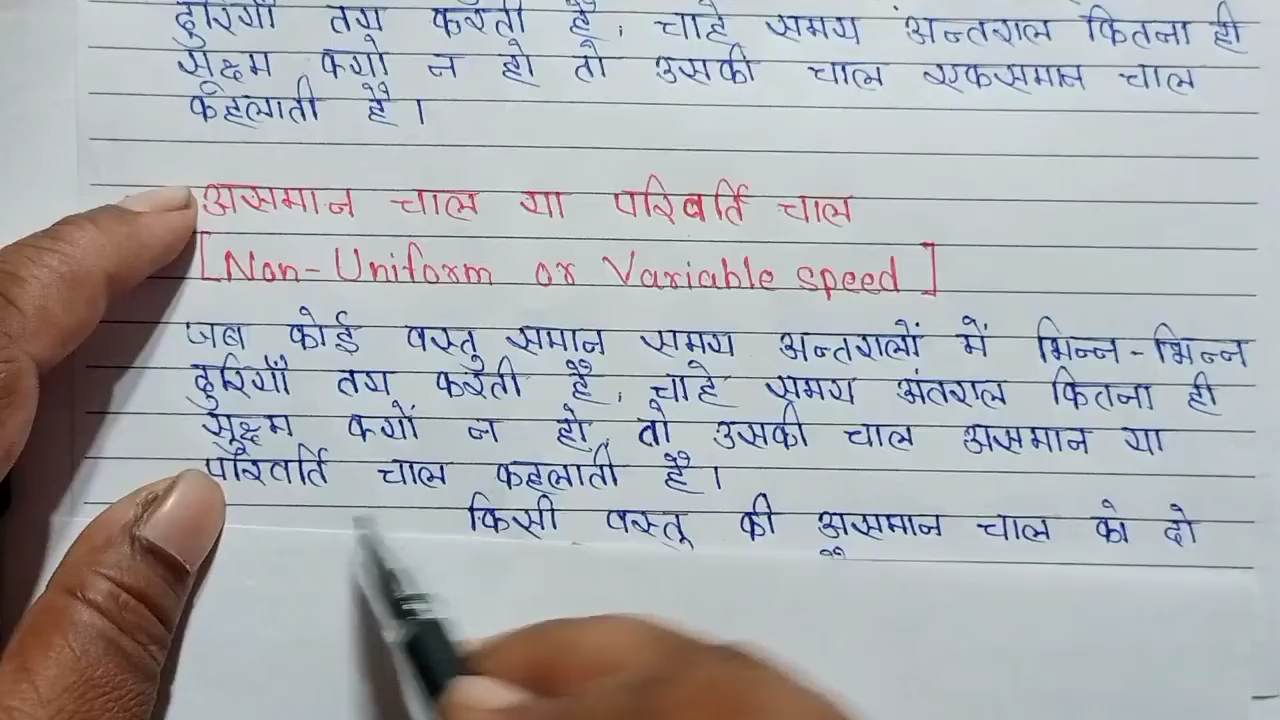 दुरियाँ तय करती है, चाहे समय अन्तराल कितना ही
सुक्ष्म क्यो न हो तो उसकी चाल एकसमान चाल
कहलाती है।
असमान चाल या परिवर्ति चाल
[Non-Uniform or Variable speed]
जब कोई वस्तु समान समय अन्तरालों में भिन्न-भिन्न
दुरियाँ तय करती है, चाहे समय अंतराल कितना ही
सुक्ष्म क्यों न हो, तो उसकी चाल असमान या
परिवर्ति चाल कहलाती है।
किसी वस्तू की असमान चाल को दो